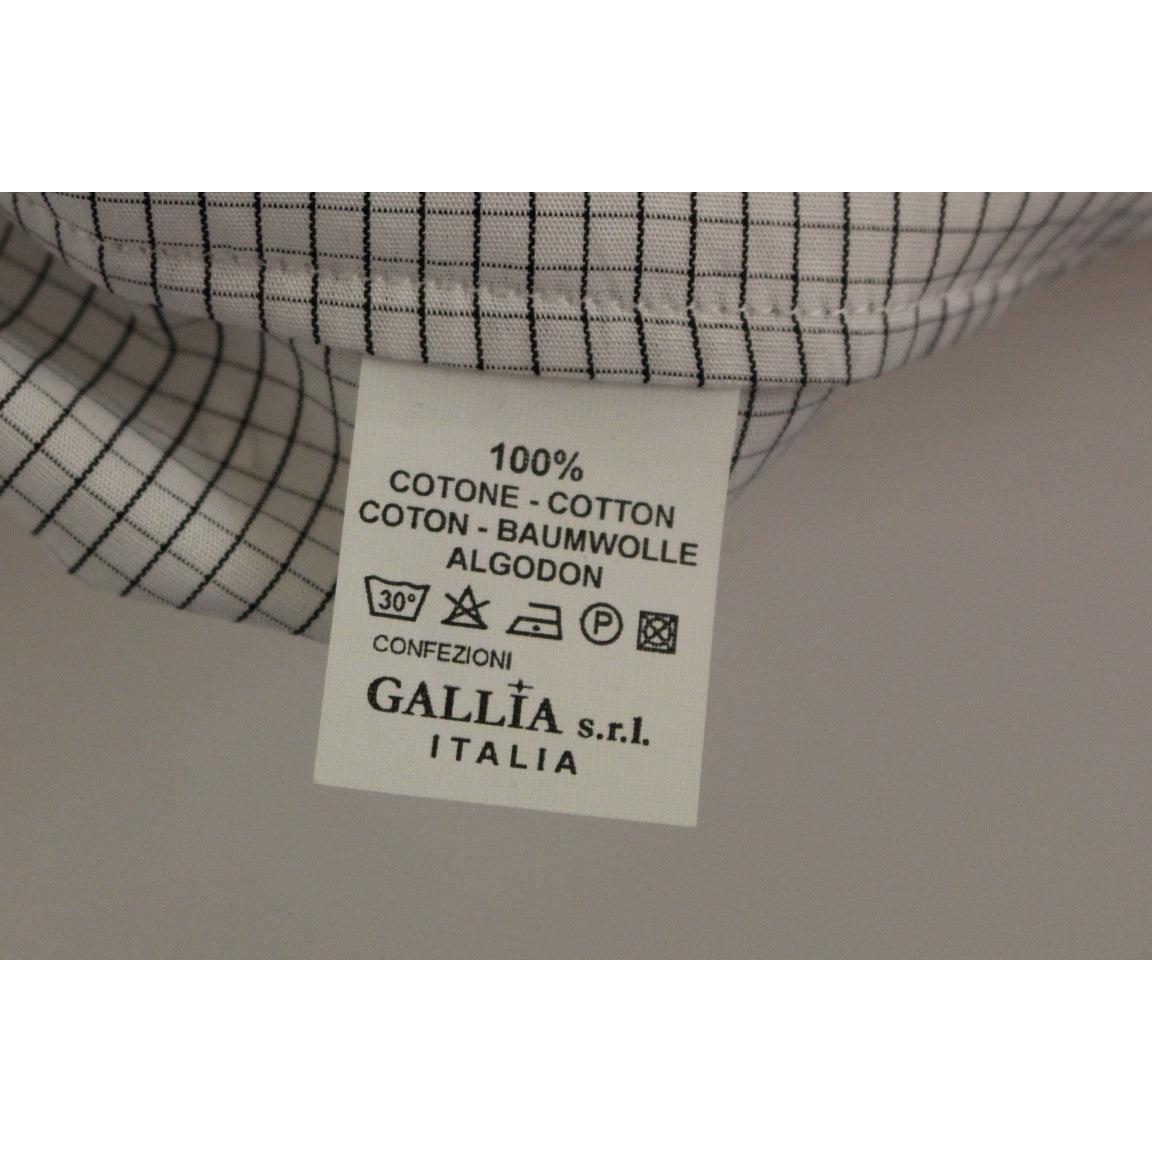 100%
COTONE - COTTON
COTON - BAUMWOLLE
ALGODON
30° P
CONFEZIONI
GALLIA s.r.l.
ITALIA